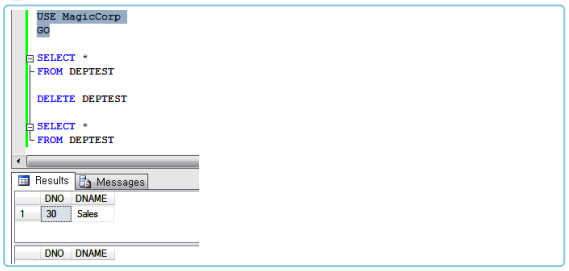 USE MagicCorp
GO
SELECT *
FROM DEPTEST
DELETE DEPTEST
SELECT *
FROM DEPTEST
Results Messages
DNO DNAME
1 30 Sales
DNO DNAME